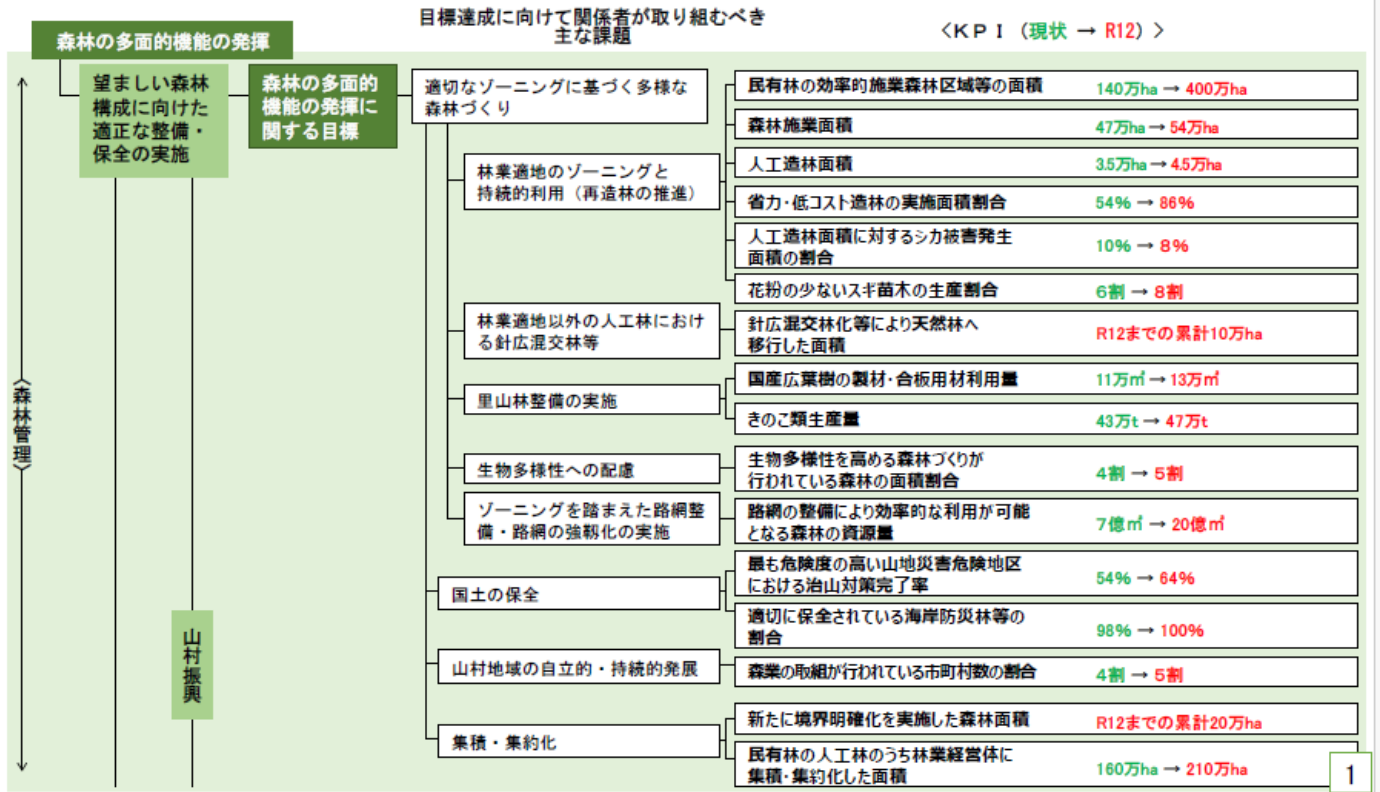 目標達成に向けて関係者が取り組むべき
主な課題
<KPI（現状 → R12）>
森林の多面的機能の発揮
望ましい森林
構成に向けた
適正な整備・
保全の実施
森林の多面的
機能の発揮に
関する目標
適切なゾーニングに基づく多様な
森林づくり
民有林の効率的施業森林区域等の面積
140万ha → 400万ha
森林施業面積
47万ha → 54万ha
林業適地のゾーニングと
持続的利用（再造林の推進）
人工造林面積
3.5万ha → 4.5万ha
省力・低コスト造林の実施面積割合
54% → 86%
人工造林面積に対するシカ被害発生
面積の割合
10% → 8%
花粉の少ないスギ苗木の生産割合
6割 → 8割
林業適地以外の人工林におけ
る針広混交林等
針広混交林化等により天然林へ
移行した面積
R12までの累計10万ha
里山林整備の実施
国産広葉樹の製材・合板用材利用量
11万㎥ → 13万㎥
きのこ類生産量
43万t → 47万t
生物多様性への配慮
生物多様性を高める森林づくりが
行われている森林の面積割合
4割 → 5割
ゾーニングを踏まえた路網整
備・路網の強靱化の実施
路網の整備により効率的な利用が可能
となる森林の資源量
7億㎥ → 20億㎥
国土の保全
最も危険度の高い山地災害危険地区
における治山対策完了率
54% → 64%
適切に保全されている海岸防災林等の
割合
98% → 100%
山村地域の自立的・持続的発展
森業の取組が行われている市町村数の割合
4割 → 5割
集積・集約化
新たに境界明確化を実施した森林面積
R12までの累計20万ha
民有林の人工林のうち林業経営体に
集積・集約化した面積
160万ha → 210万ha
〈森林管理〉
山村振興
1